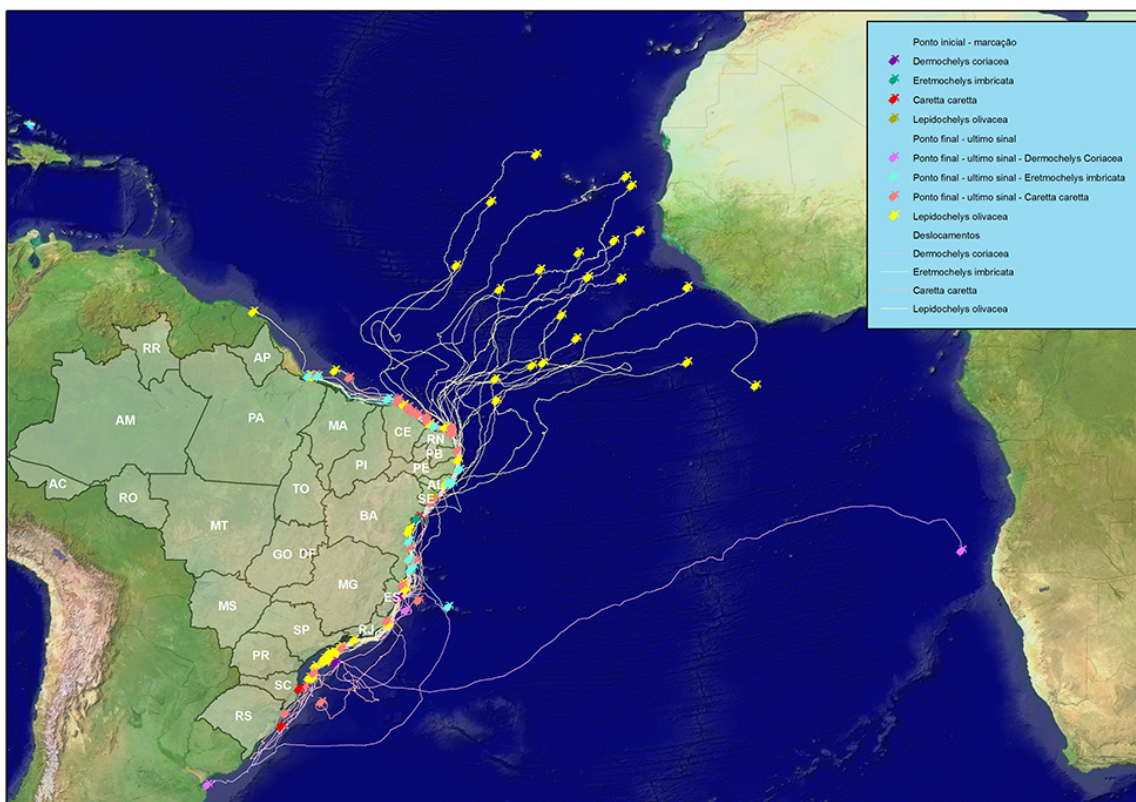 Ponto inicial - marcação
Dermochelys coriacea
Eretmochelys imbricata
Caretta caretta
Lepidochelys olivacea
Ponto final - ultimo sinal
Ponto final - ultimo sinal - Dermochelys Coriacea
Ponto final - ultimo sinal - Eretmochelys imbricata
Ponto final - ultimo sinal - Caretta caretta
Lepidochelys olivacea
Deslocamentos
Dermochelys coriacea
Eretmochelys imbricata
Caretta caretta
Lepidochelys olivacea
RR
AP
AM
PA
MA
CE
RN
PB
PI
PE
AL
AC
RO
TO
SE
BA
MT
GO
DF
MG
ES
MS
SP
RJ
PR
SC
RS